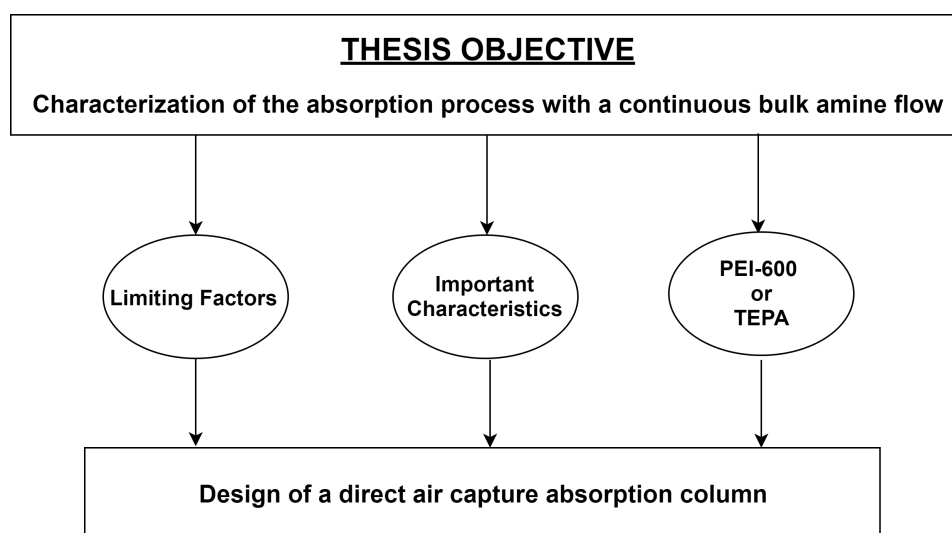 THESIS OBJECTIVE
Characterization of the absorption process with a continuous bulk amine flow
Limiting Factors
Important
Characteristics
PEI-600
or
TEPA
Design of a direct air capture absorption column